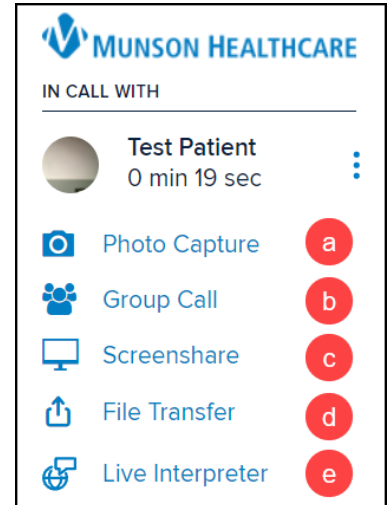 MUNSON HEALTHCARE
IN CALL WITH
Test Patient
0 min 19 sec
Photo Capture a
Group Call b
Screenshare c
File Transfer d
Live Interpreter e